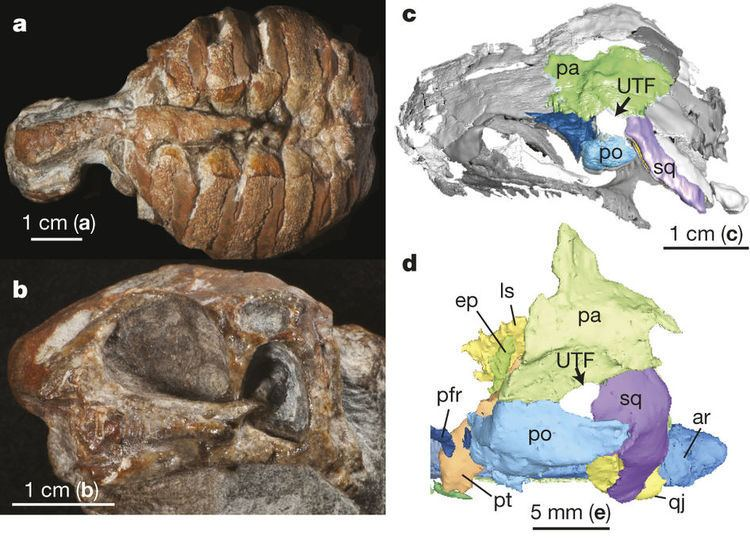 a
1 cm (a)
b
1 cm (b)
c
pa
UTF
po
sq
1 cm (c)
d
ls
ep
pa
UTF
sq
pfr
ar
po
pt
qj
5 mm (e)